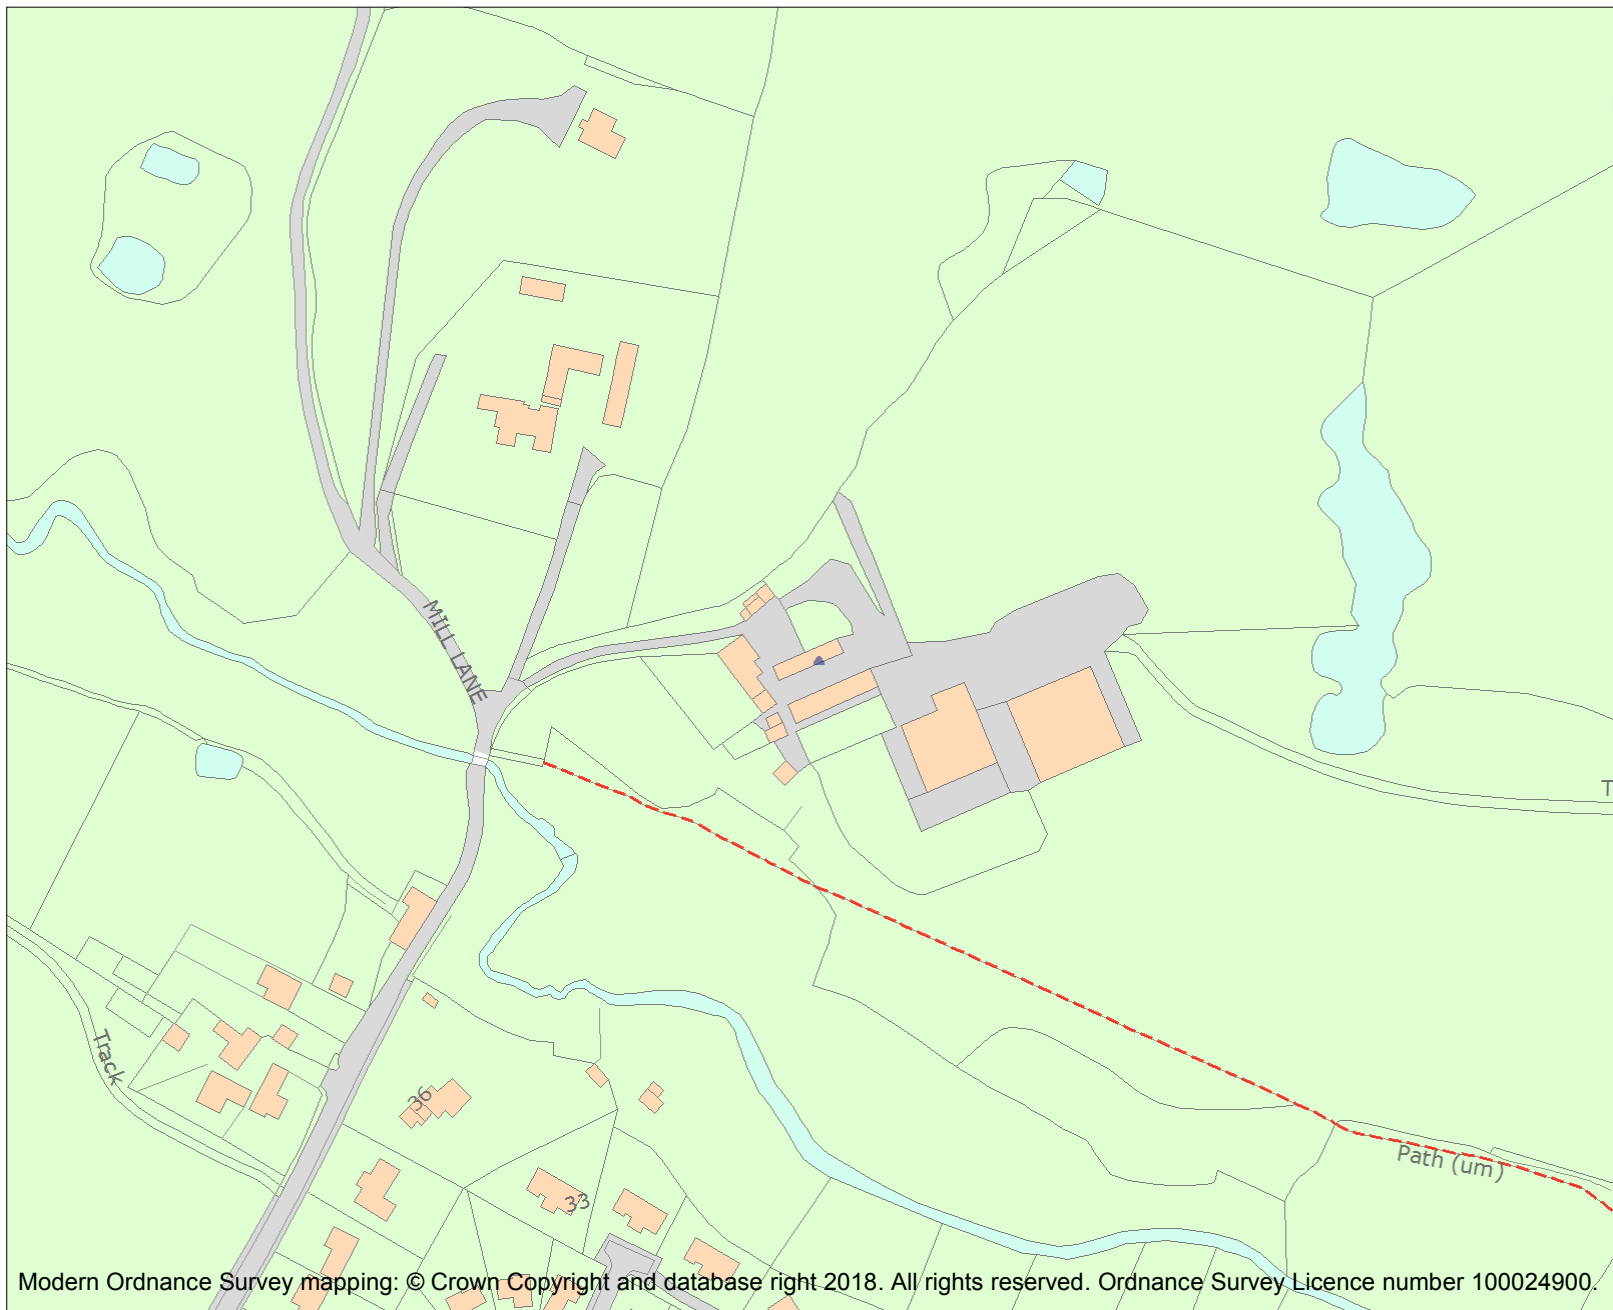 MILL LANE
T
Track
36
Path (um)
33
Modern Ordnance Survey mapping: © Crown Copyright and database right 2018. All rights reserved. Ordnance Survey Licence number 100024900.